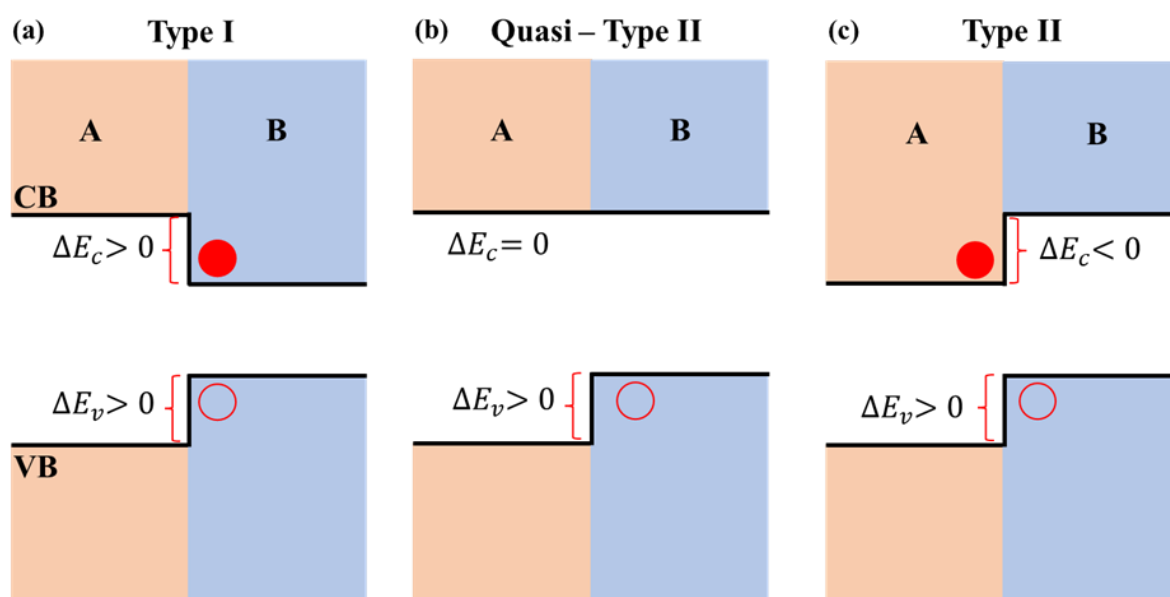 (a) Type I
A B
CB
ΔE_c > 0
ΔE_v > 0
VB
(b) Quasi – Type II
A B
ΔE_c = 0
ΔE_v > 0
(c) Type II
A B
ΔE_c < 0
ΔE_v > 0